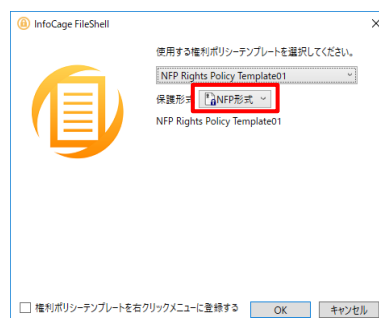 InfoCage FileShell
使用する権利ポリシーテンプレートを選択してください。
NFP Rights Policy Template01
保護形式 NFP形式
NFP Rights Policy Template01
権利ポリシーテンプレートを右クリックメニューに登録する OK キャンセル